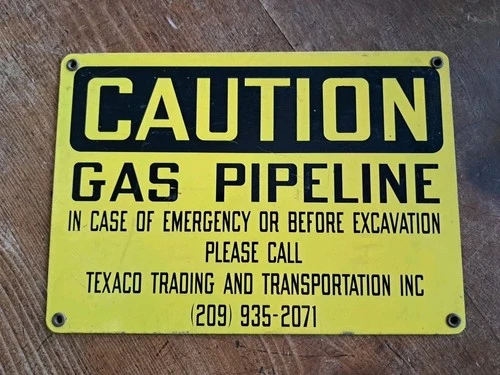 CAUTION
GAS PIPELINE
IN CASE OF EMERGENCY OR BEFORE EXCAVATION
PLEASE CALL
TEXACO TRADING AND TRANSPORTATION INC
(209) 935-2071